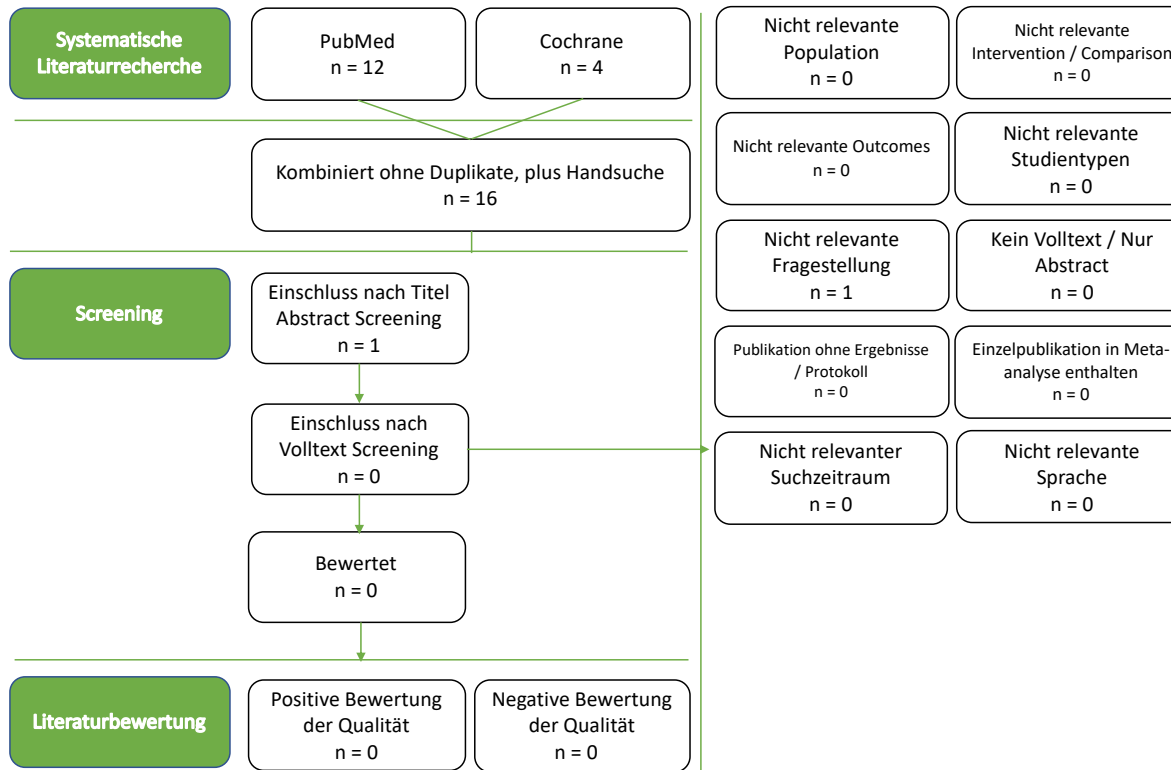 Systematische
Literaturrecherche
PubMed
n = 12
Cochrane
n = 4
Kombiniert ohne Duplikate, plus Handsuche
n = 16
Screening
Einschluss nach Titel
Abstract Screening
n = 1
Einschluss nach
Volltext Screening
n = 0
Bewertet
n = 0
Literaturbewertung
Positive Bewertung
der Qualität
n = 0
Negative Bewertung
der Qualität
n = 0
Nicht relevante
Population
n = 0
Nicht relevante
Intervention / Comparison
n = 0
Nicht relevante Outcomes
n = 0
Nicht relevante
Studientypen
n = 0
Nicht relevante
Fragestellung
n = 1
Kein Volltext / Nur
Abstract
n = 0
Publikation ohne Ergebnisse
/ Protokoll
n = 0
Einzelpublikation in Meta-
analyse enthalten
n = 0
Nicht relevanter
Suchzeitraum
n = 0
Nicht relevante
Sprache
n = 0